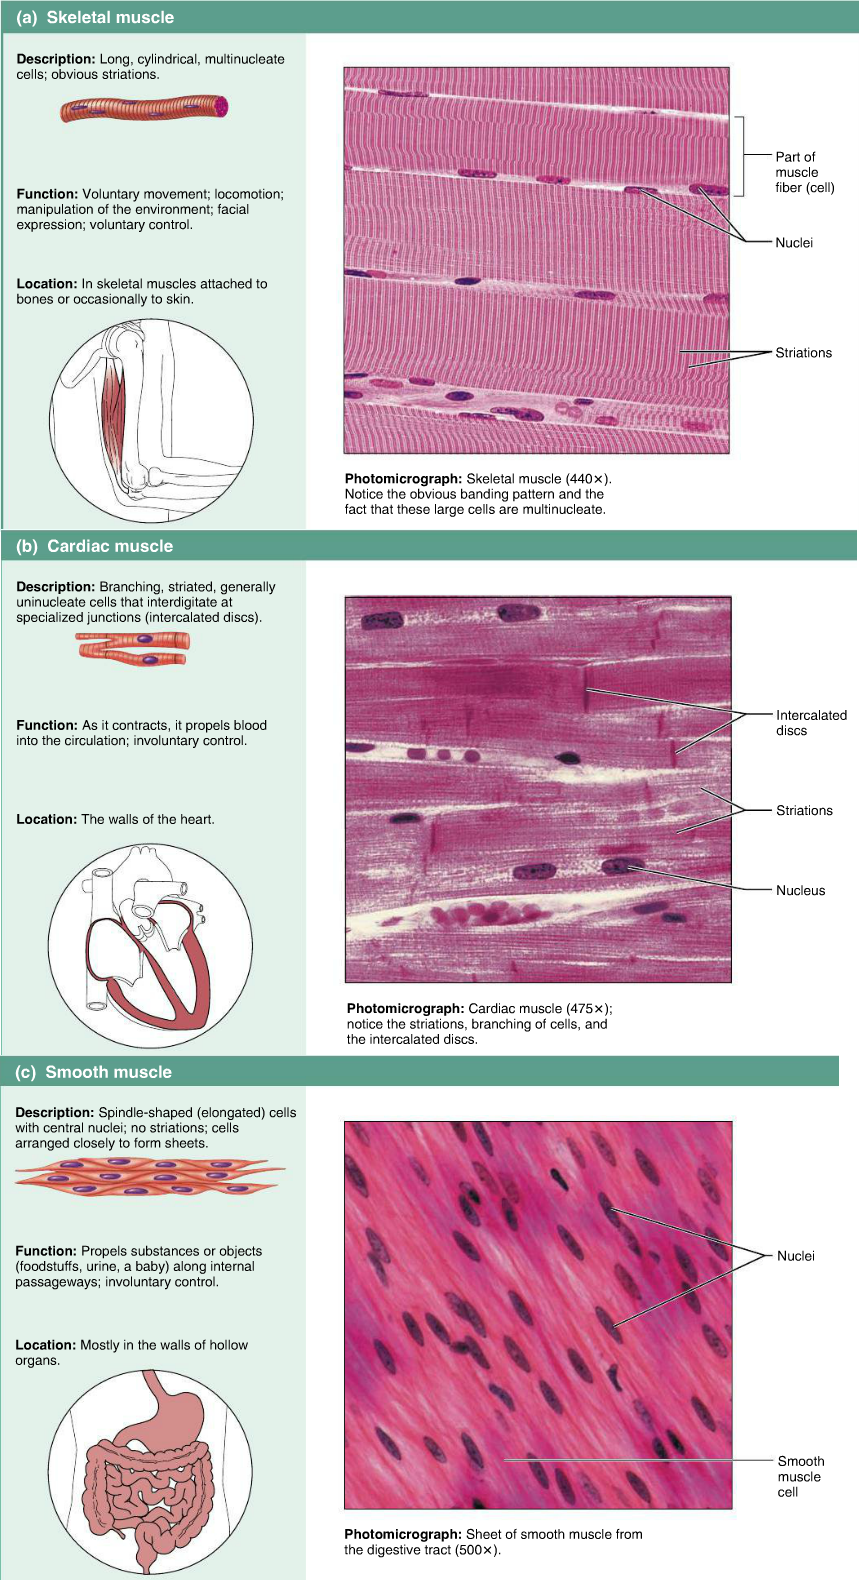 (a) Skeletal muscle
Description: Long, cylindrical, multinucleate
cells; obvious striations.
Function: Voluntary movement; locomotion;
manipulation of the environment; facial
expression; voluntary control.
Location: In skeletal muscles attached to
bones or occasionally to skin.
Part of
muscle
fiber (cell)
Nuclei
Striations
Photomicrograph: Skeletal muscle (440×).
Notice the obvious banding pattern and the
fact that these large cells are multinucleate.
(b) Cardiac muscle
Description: Branching, striated, generally
uninucleate cells that interdigitate at
specialized junctions (intercalated discs).
Function: As it contracts, it propels blood
into the circulation; involuntary control.
Location: The walls of the heart.
Intercalated
discs
Striations
Nucleus
Photomicrograph: Cardiac muscle (475×);
notice the striations, branching of cells, and
the intercalated discs.
(c) Smooth muscle
Description: Spindle-shaped (elongated) cells
with central nuclei; no striations; cells
arranged closely to form sheets.
Function: Propels substances or objects
(foodstuffs, urine, a baby) along internal
passageways; involuntary control.
Location: Mostly in the walls of hollow
organs.
Nuclei
Smooth
muscle
cell
Photomicrograph: Sheet of smooth muscle from
the digestive tract (500×).